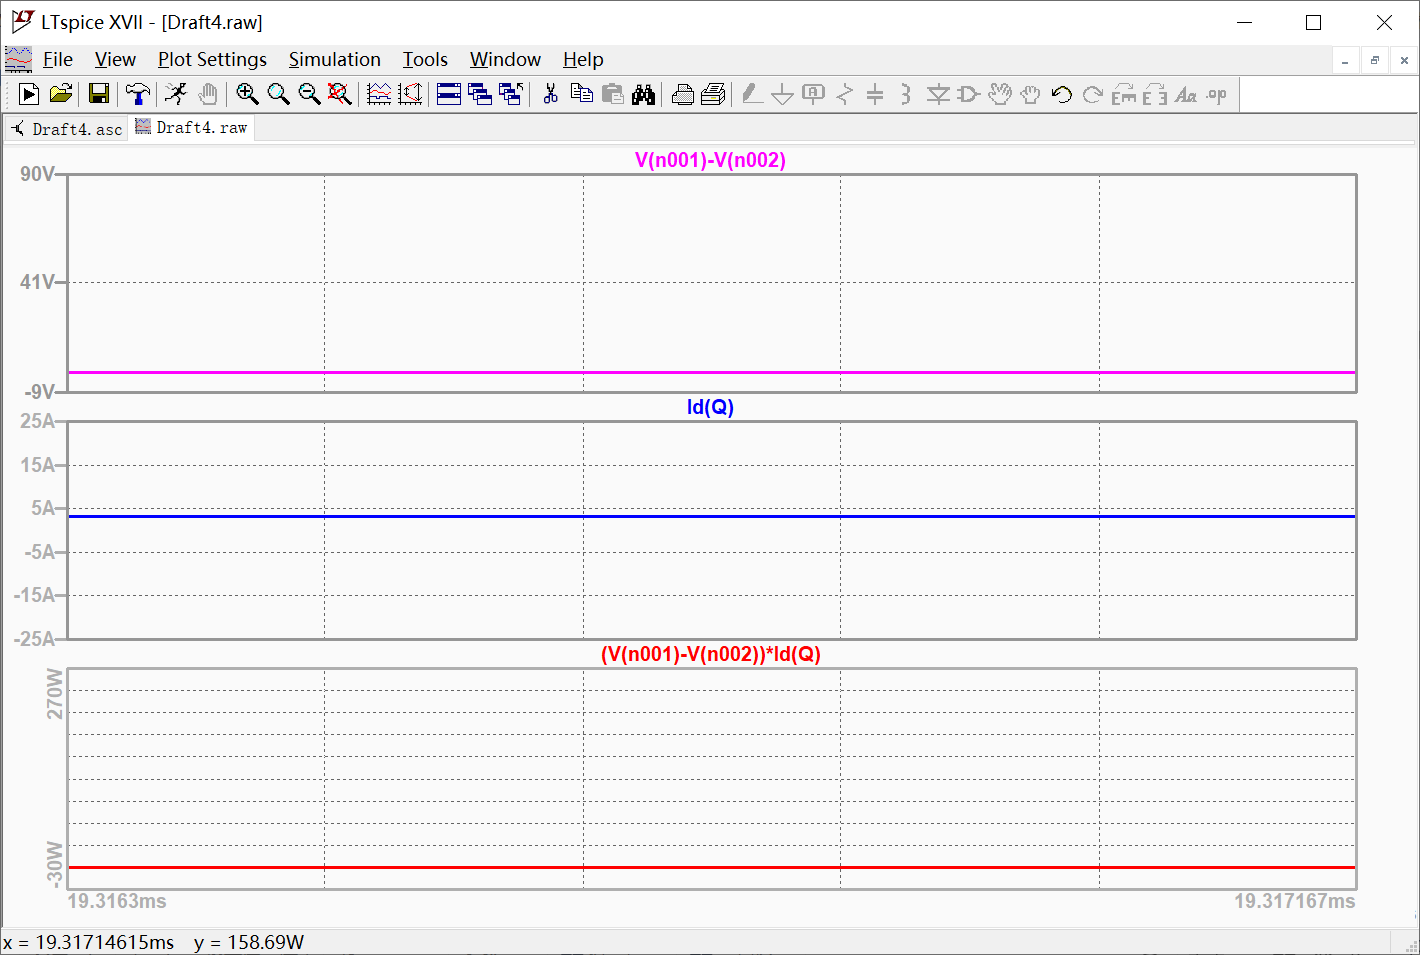 LTspice XVII - [Draft4.raw]
File View Plot Settings Simulation Tools Window Help
Draft4.asc Draft4.raw
V(n001)-V(n002)
90V
41V
-9V
Id(Q)
25A
15A
5A
-5A
-15A
-25A
(V(n001)-V(n002))*Id(Q)
270W
-30W
19.3163ms 19.317167ms
x = 19.31714615ms y = 158.69W